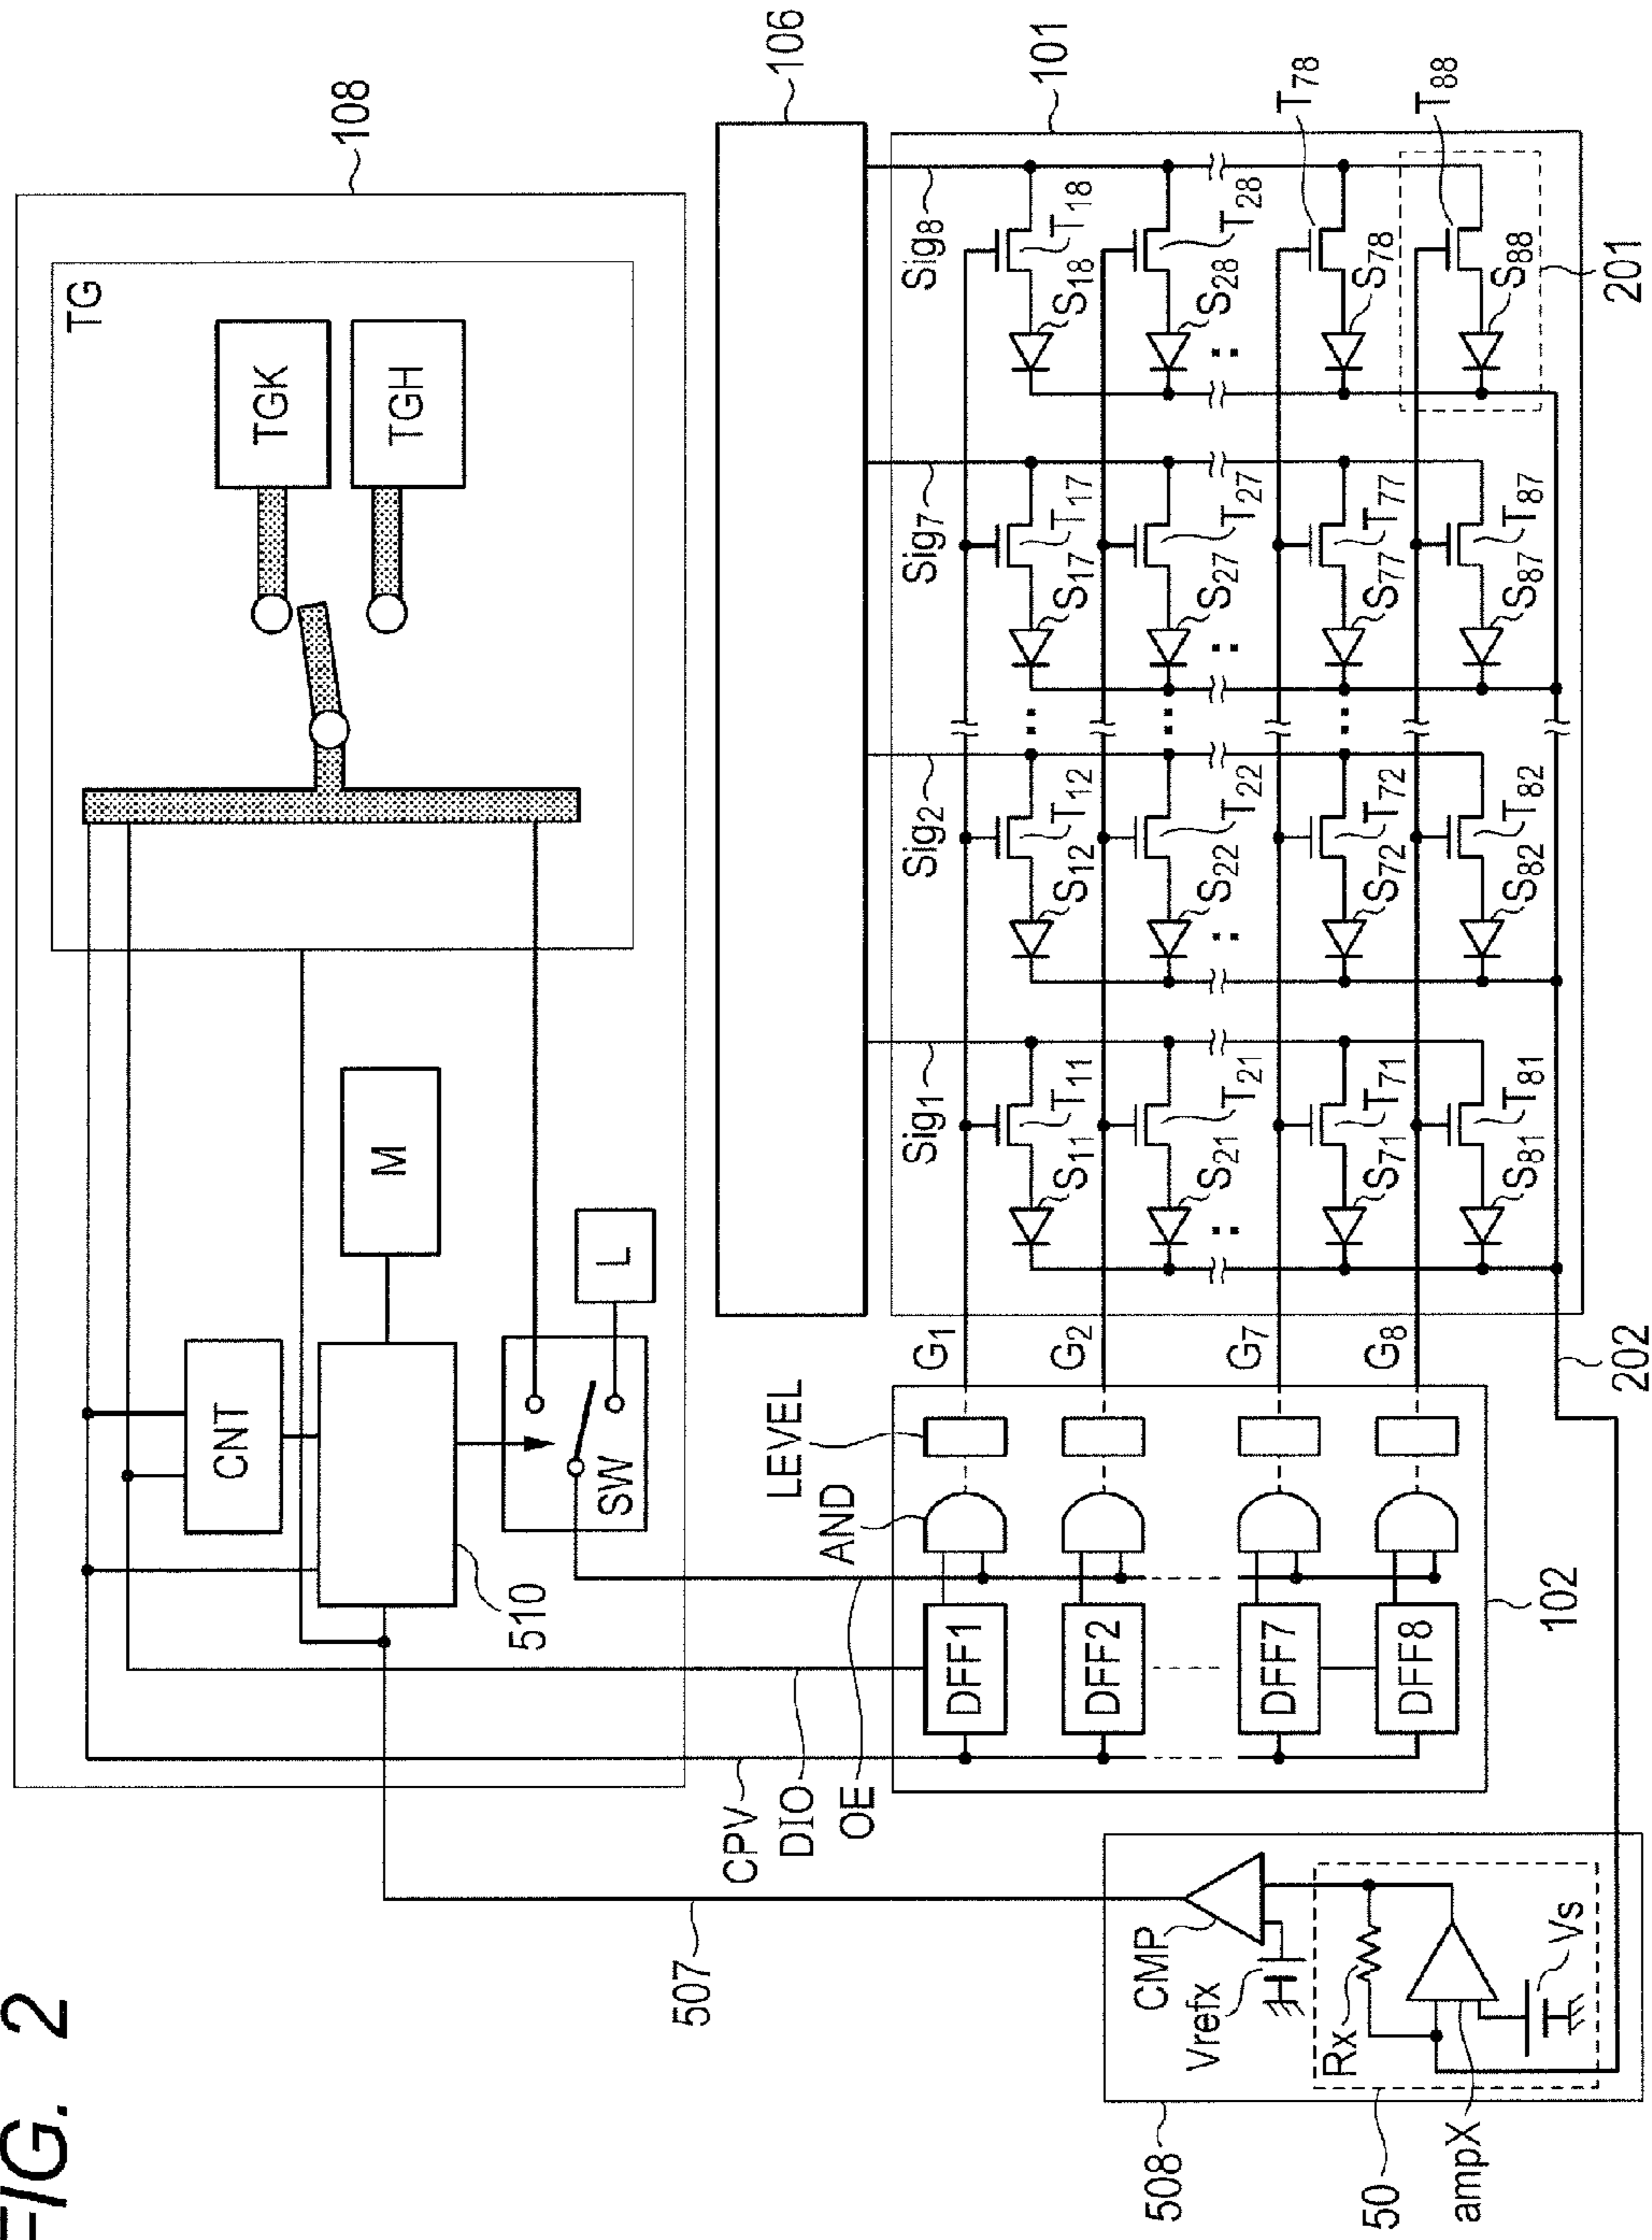 FIG. 2
108
TG
TGK
TGH
CNT
M
510
L
SW
106
101
CPV
DIO
OE
AND
LEVEL
Sig1
Sig2
Sig7
Sig8
G1
S11
T11
S12
T12
S17
T17
S18
T18
DFF1
G2
S21
T21
S22
T22
S27
T27
S28
T28
DFF2
G7
S71
T71
S72
T72
S77
T77
S78
T78
DFF7
G8
S81
T81
S82
T82
S87
T87
S88
T88
DFF8
102
202
201
507
CMP
Vrefx
Rx
Vs
508
50
ampX